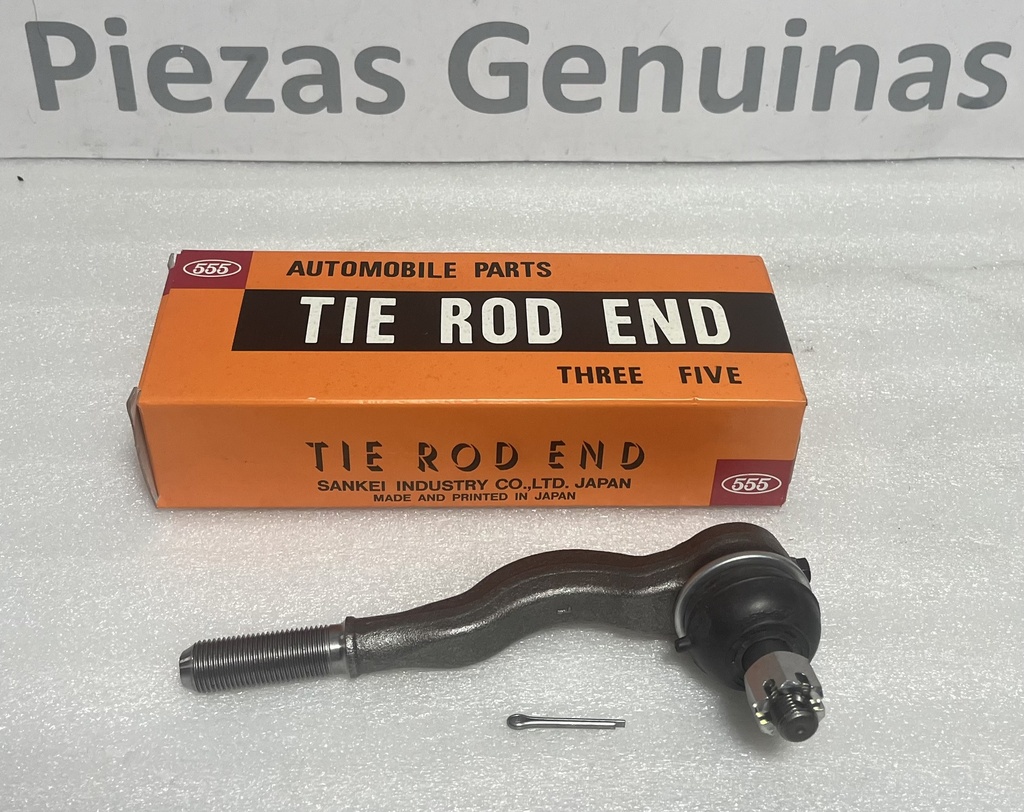 Piezas Genuinas
555
AUTOMOBILE PARTS
TIE ROD END
THREE FIVE
TIE ROD END
SANKEI INDUSTRY CO.,LTD. JAPAN
MADE AND PRINTED IN JAPAN
555